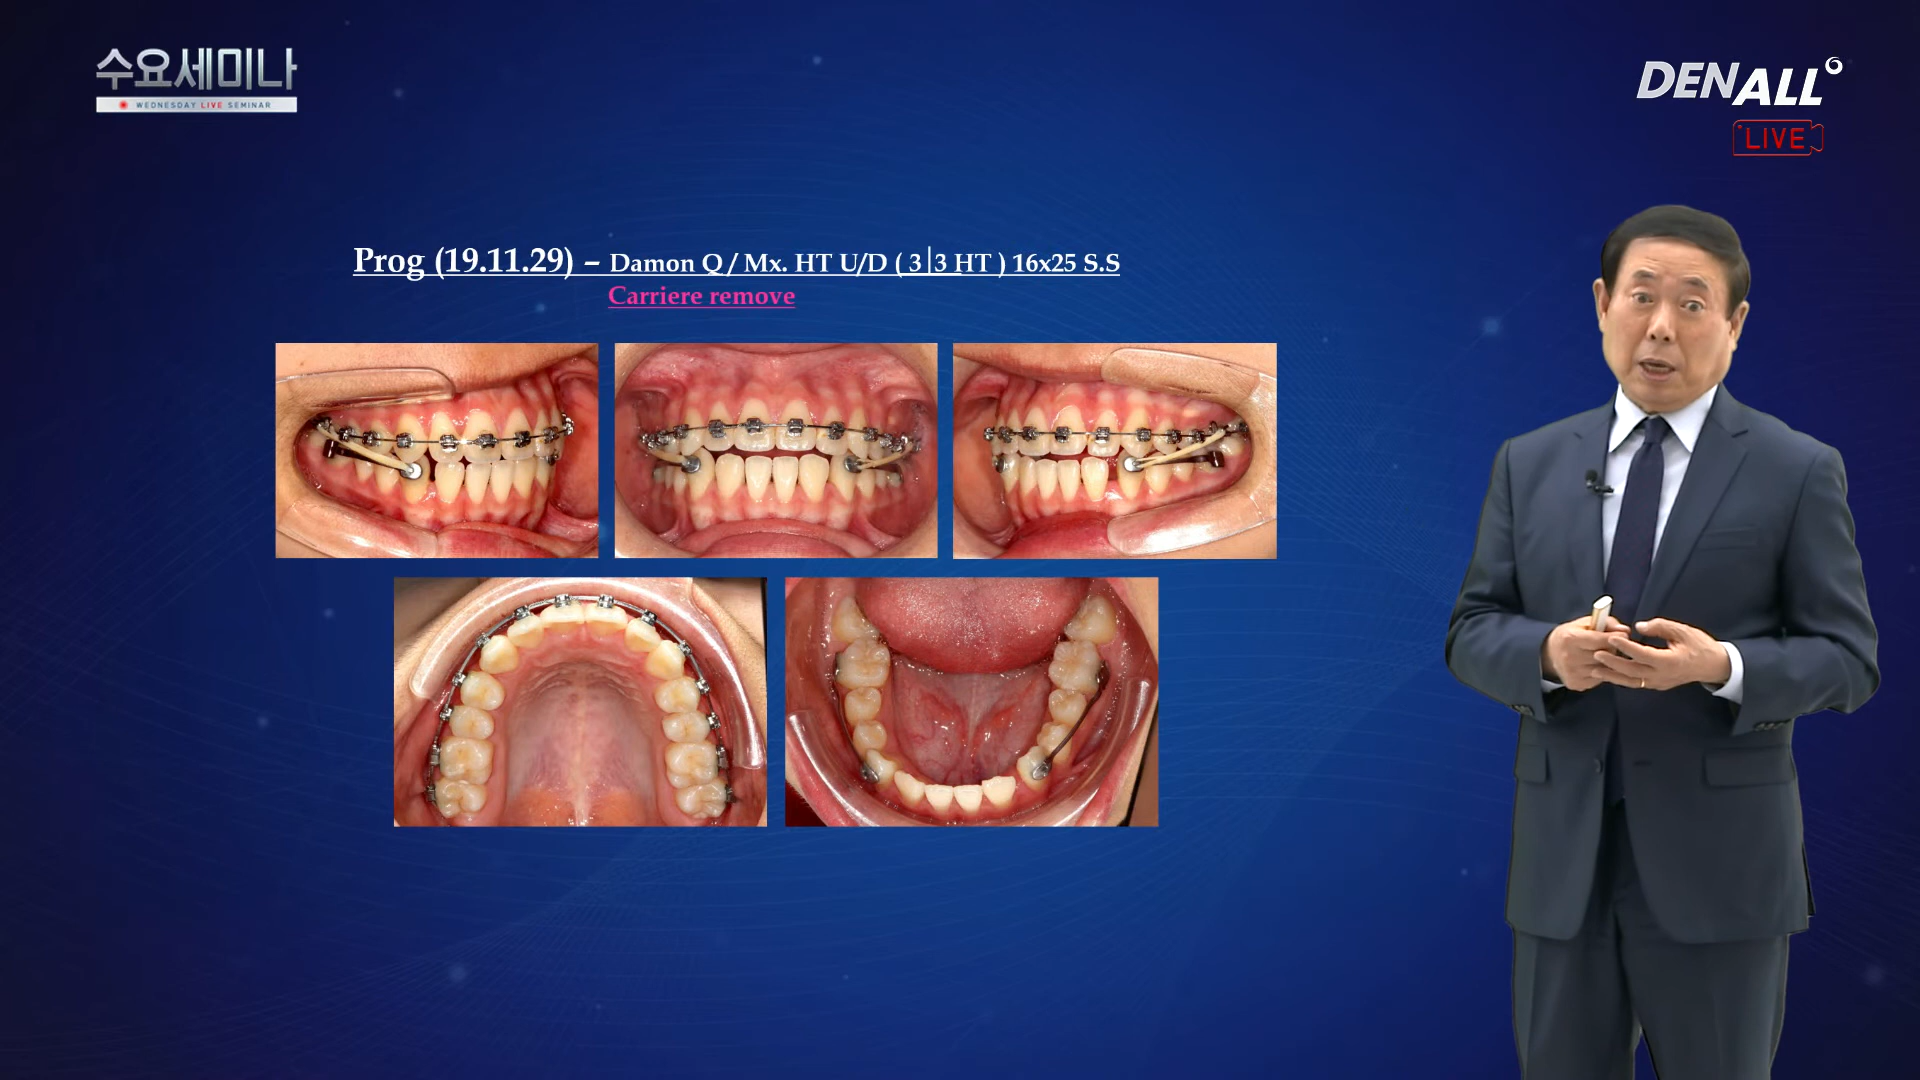 수요세미나
WEDNESDAY LIVE SEMINAR
DENALL
LIVE
Prog (19.11.29) – Damon Q / Mx. HT U/D ( 3|3 HT ) 16x25 S.S
Carriere remove